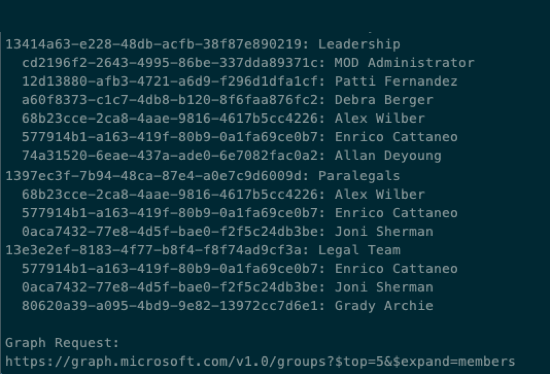 13414a63-e228-48db-acfb-38f87e890219: Leadership
cd2196f2-2643-4995-86be-337dda89371c: MOD Administrator
12d13880-afb3-4721-a6d9-f296d1dfa1cf: Patti Fernandez
a60f8373-c1c7-4db8-b120-8f6faa876fc2: Debra Berger
68b23cce-2ca8-4aae-9816-4617b5cc4226: Alex Wilber
577914b1-a163-419f-80b9-0a1fa69ce0b7: Enrico Cattaneo
74a31520-6eae-437a-ade0-6e7082fac0a2: Allan Deyoung
1397ec3f-7b94-48ca-87e4-a0e7c9d6009d: Paralegals
68b23cce-2ca8-4aae-9816-4617b5cc4226: Alex Wilber
577914b1-a163-419f-80b9-0a1fa69ce0b7: Enrico Cattaneo
0aca7432-77e8-4d5f-bae0-f2f5c24db3be: Joni Sherman
13e3e2ef-8183-4f77-b8f4-f8f74ad9cf3a: Legal Team
577914b1-a163-419f-80b9-0a1fa69ce0b7: Enrico Cattaneo
0aca7432-77e8-4d5f-bae0-f2f5c24db3be: Joni Sherman
80620a39-a095-4bd9-9e82-13972cc7d6e1: Grady Archie
Graph Request:
https://graph.microsoft.com/v1.0/groups?$top=5&$expand=members